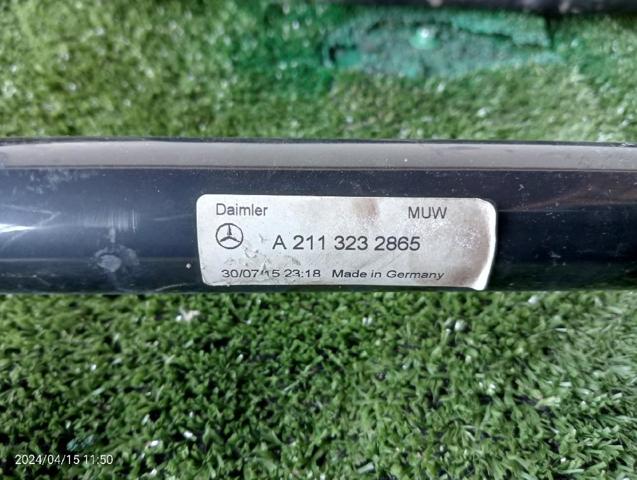 Daimler MUW
A 211 323 2865
30/07/15 23:18 Made in Germany
2024/04/15 11:50